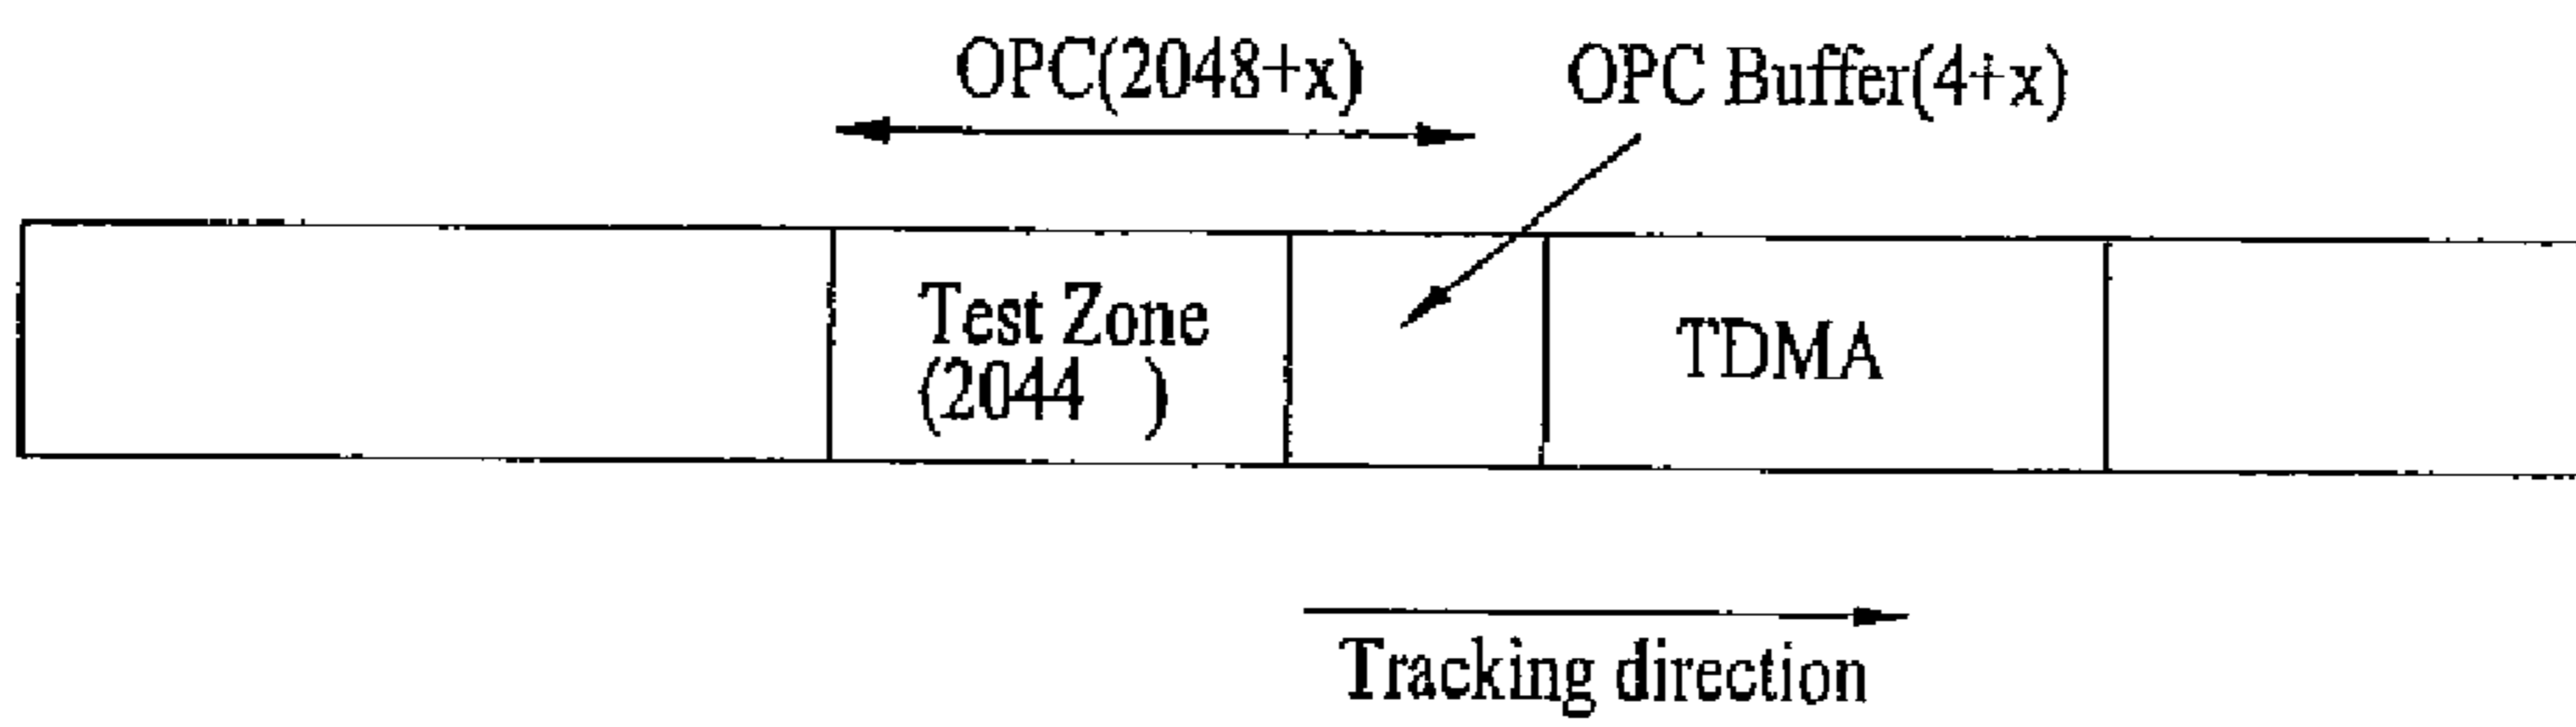 OPC(2048+x)
OPC Buffer(4+x)
Test Zone
(2044 )
TDMA
Tracking direction